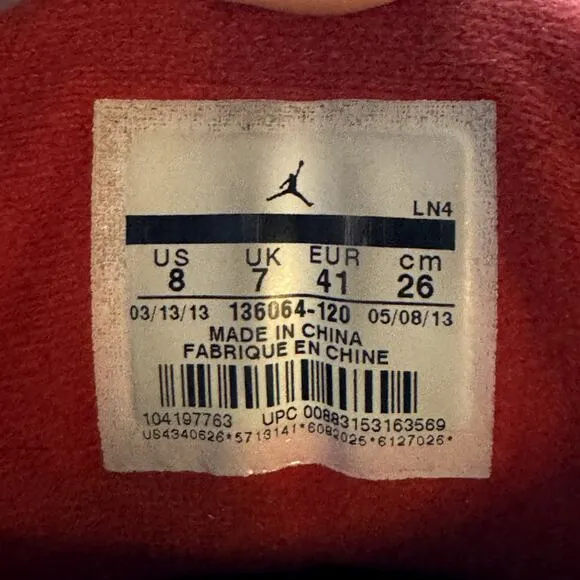 LN4
US UK EUR cm
8 7 41 26
03/13/13 136064-120 05/08/13
MADE IN CHINA
FABRIQUE EN CHINE
104197763 UPC 00883153163569
US4340626*5713141*6092025*6127026*